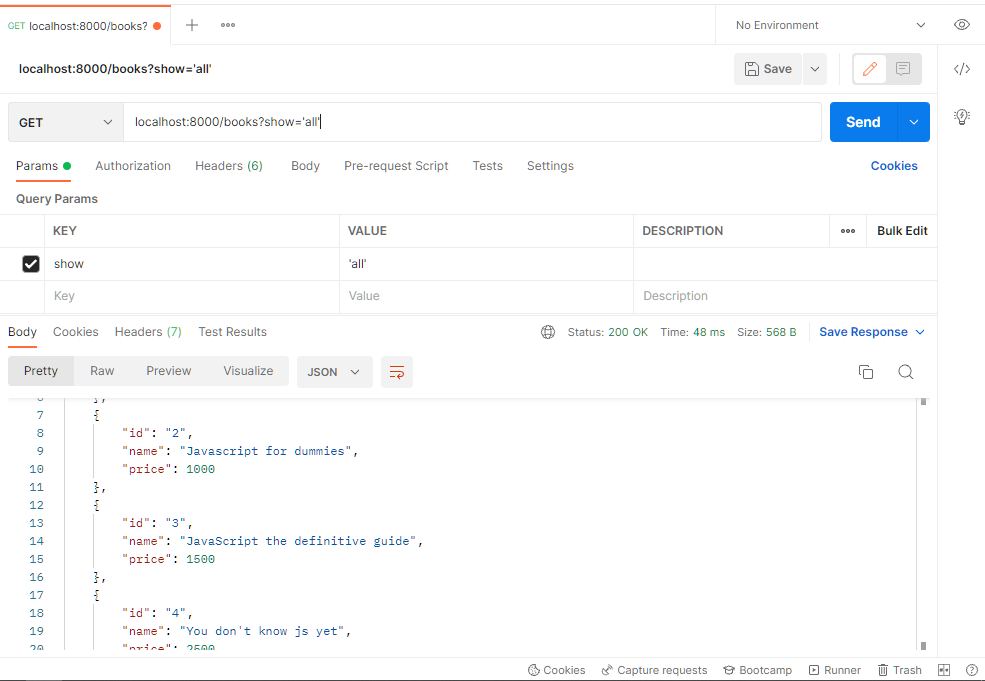 GET localhost:8000/books?
No Environment
localhost:8000/books?show='all'
Save
GET
localhost:8000/books?show='all'
Send
Params Authorization Headers (6) Body Pre-request Script Tests Settings Cookies
Query Params
KEY VALUE DESCRIPTION Bulk Edit
show 'all'
Key Value Description
Body Cookies Headers (7) Test Results Status: 200 OK Time: 48 ms Size: 568 B Save Response
Pretty Raw Preview Visualize JSON
6 },
7 {
8 "id": "2",
9 "name": "Javascript for dummies",
10 "price": 1000
11 },
12 {
13 "id": "3",
14 "name": "JavaScript the definitive guide",
15 "price": 1500
16 },
17 {
18 "id": "4",
19 "name": "You don't know js yet",
20 "price": 2500
Cookies Capture requests Bootcamp Runner Trash